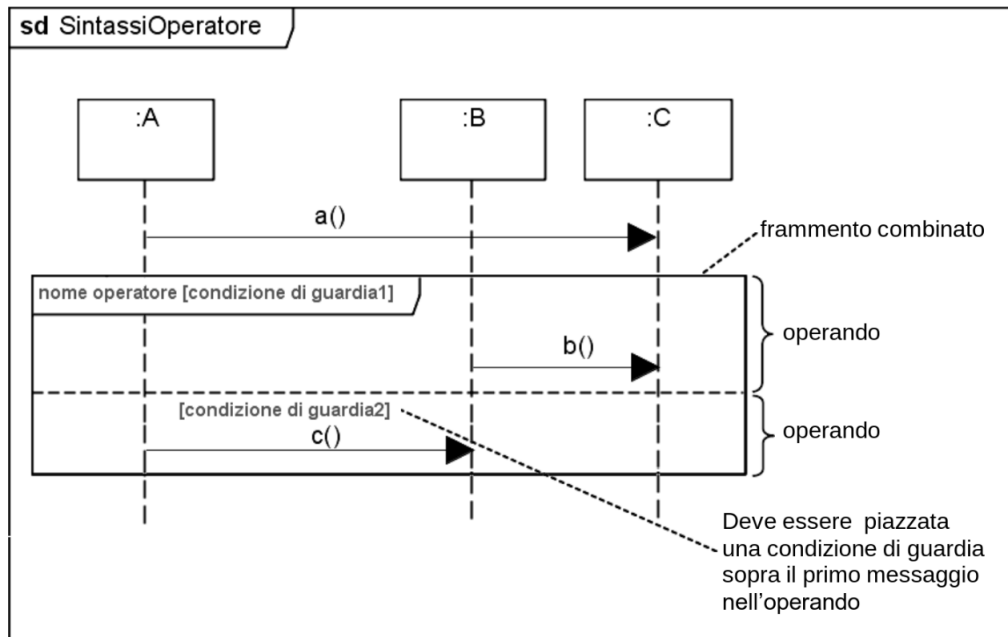 sd SintassiOperatore
:A
:B
:C
a()
frammento combinato
nome operatore [condizione di guardia1]
operando
b()
[condizione di guardia2]
operando
c()
Deve essere piazzata
una condizione di guardia
sopra il primo messaggio
nell'operando